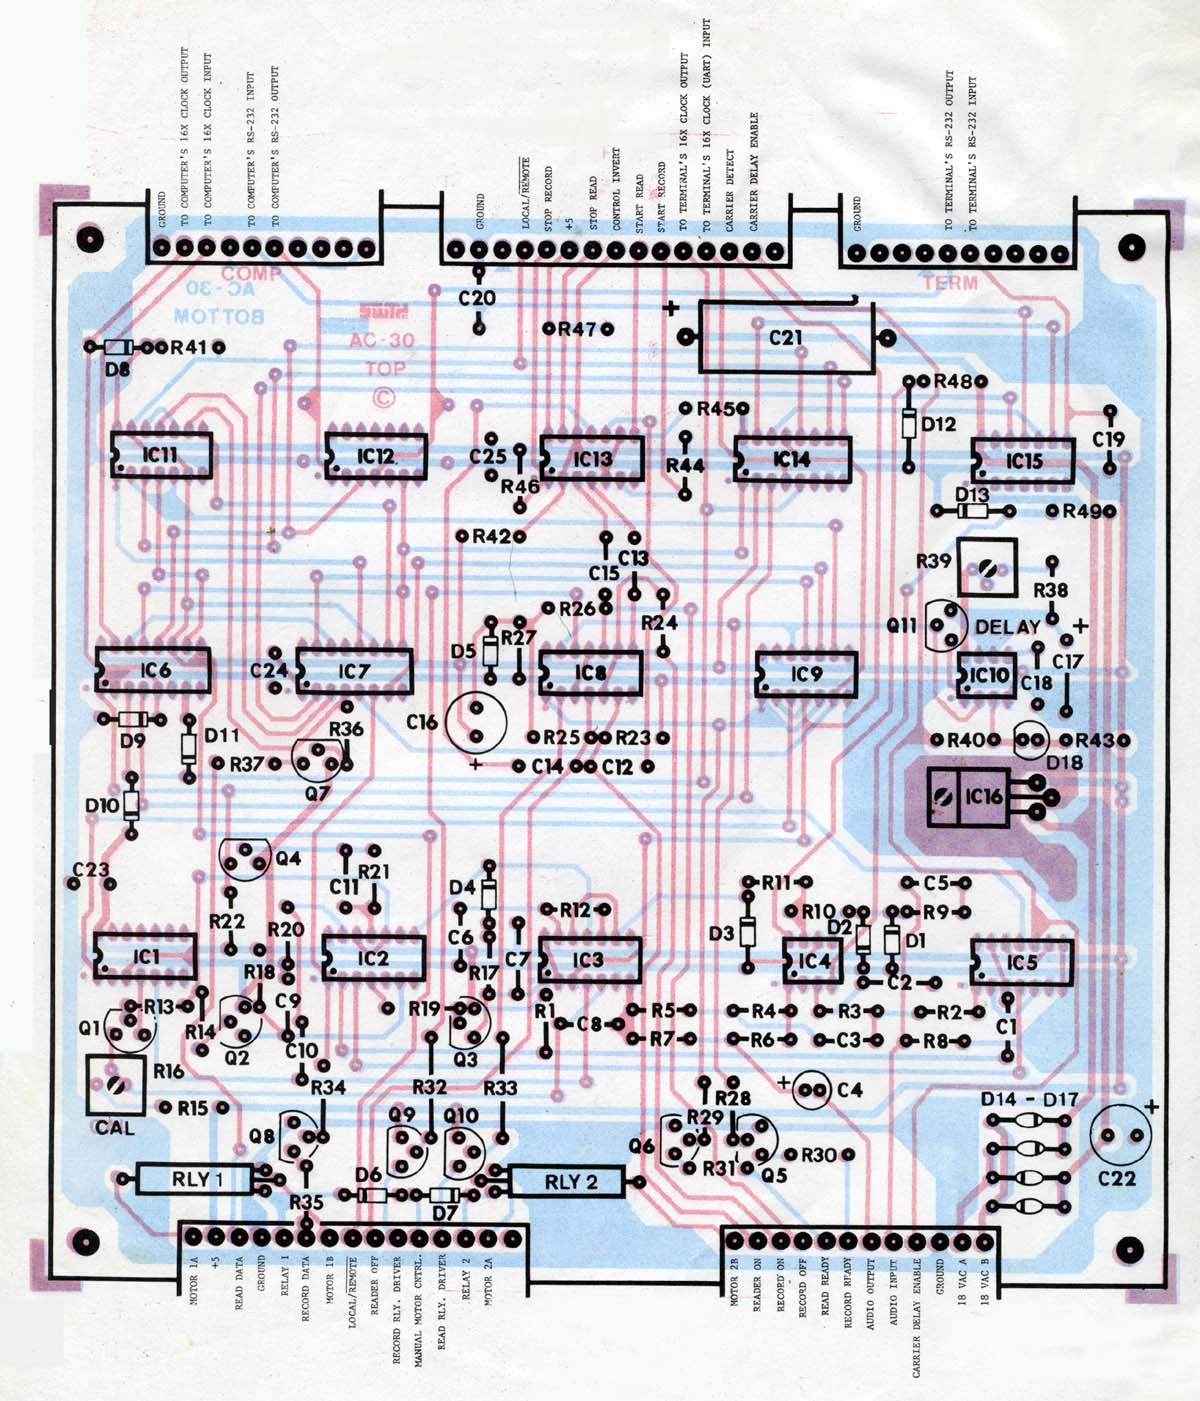 GROUND
TO COMPUTER'S 16X CLOCK OUTPUT
TO COMPUTER'S 16X CLOCK INPUT
TO COMPUTER'S RS-232 INPUT
TO COMPUTER'S RS-232 OUTPUT
GROUND
LOCAL/REMOTE
STOP RECORD
+5
STOP READ
CONTROL INVERT
START READ
START RECORD
TO TERMINAL'S 16X CLOCK OUTPUT
TO TERMINAL'S 16X CLOCK (UART) INPUT
CARRIER DETECT
CARRIER DELAY ENABLE
GROUND
TO TERMINAL'S RS-232 OUTPUT
TO TERMINAL'S RS-232 INPUT
COMP
TERM
AC-30
BOTTOM
AC-30
TOP
©
C20
R47
+
C21
D8
R41
R48
R45
D12
C19
IC11
IC12
C25
IC13
R44
IC14
IC15
R46
D13
R49
R42
C13
C15
R39
R38
R26
R24
R27
Q11
DELAY
+
D5
C17
IC6
C24
IC7
IC8
IC9
IC10
C18
C16
+
D9
D11
R36
R25
R23
R40
R43
D18
R37
Q7
C14
C12
D10
IC16
Q4
C23
C11
R21
D4
R11
C5
R22
R20
C6
R12
R10
R9
D3
D2
D1
IC1
R18
IC2
R17
C7
IC3
IC4
IC5
C2
R13
C9
R19
R1
R5
R4
R3
R2
C1
Q1
R14
Q2
Q3
C8
R7
R6
C3
R8
C10
R16
R34
R32
R33
+
C4
R28
R29
D14 - D17
+
R15
CAL
Q8
Q9
Q10
Q6
R31
Q5
R30
C22
RLY 1
R35
D6
D7
RLY 2
MOTOR 1A
+5
READ DATA
GROUND
RELAY 1
RECORD DATA
MOTOR 1B
LOCAL/REMOTE
READER OFF
RECORD RLY. DRIVER
MANUAL MOTOR CNTRL.
READ RLY. DRIVER
RELAY 2
MOTOR 2A
MOTOR 2B
READER ON
RECORD ON
RECORD OFF
READ READY
RECORD READY
AUDIO OUTPUT
AUDIO INPUT
CARRIER DELAY ENABLE
GROUND
18 VAC A
18 VAC B